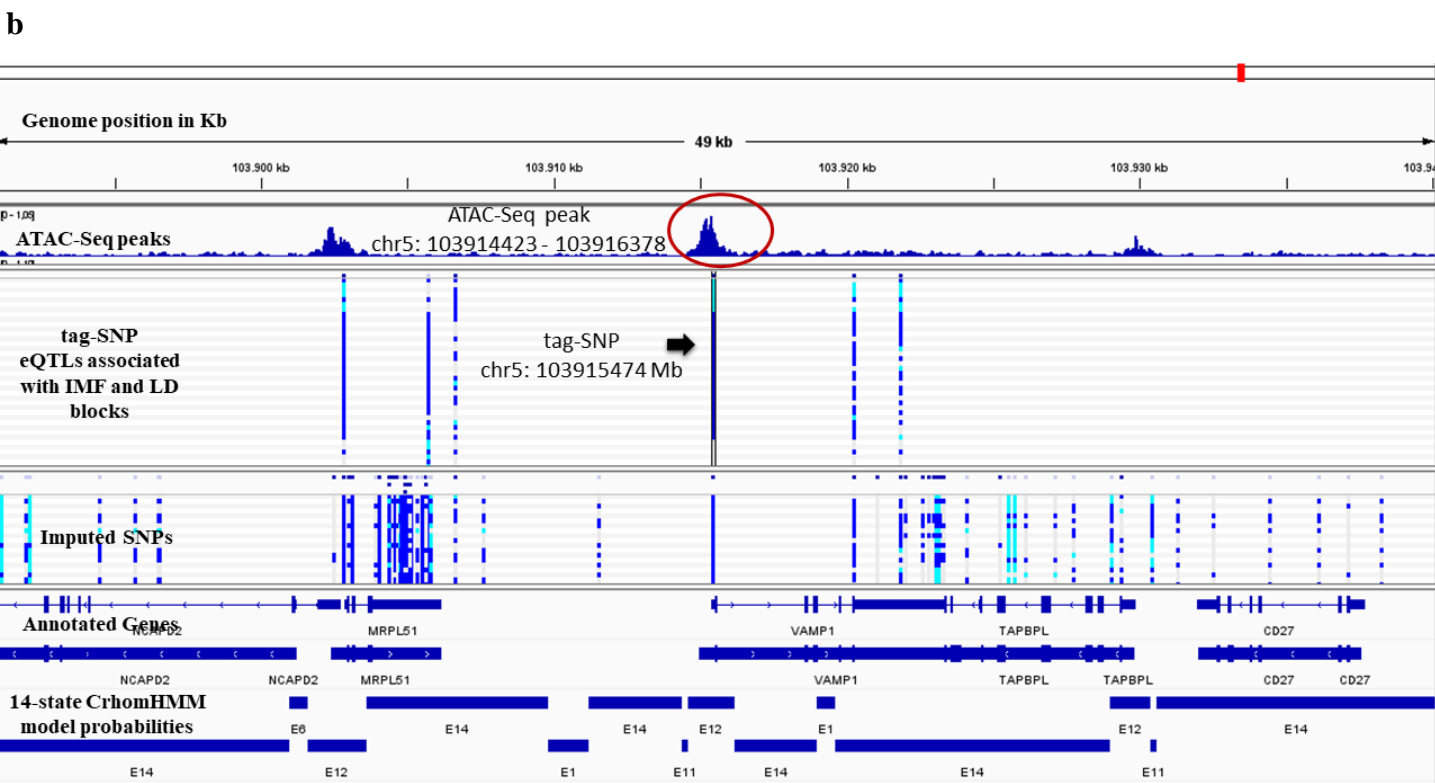 b
Genome position in Kb
49 kb
103.900 kb 103.910 kb 103.920 kb 103.930 kb 103.94
ATAC-Seq peaks
ATAC-Seq peak
chr5: 103914423 - 103916378
tag-SNP
eQTLs associated
with IMF and LD
blocks
tag-SNP
chr5: 103915474 Mb
Imputed SNPs
Annotated Genes
NCAPD2 MRPL51 VAMP1 TAPBPL CD27
NCAPD2 NCAPD2 MRPL51 VAMP1 TAPBPL TAPBPL CD27 CD27
14-state CrhomHMM
model probabilities
E6 E14 E14 E12 E1 E12 E14
E14 E12 E1 E11 E14 E14 E11